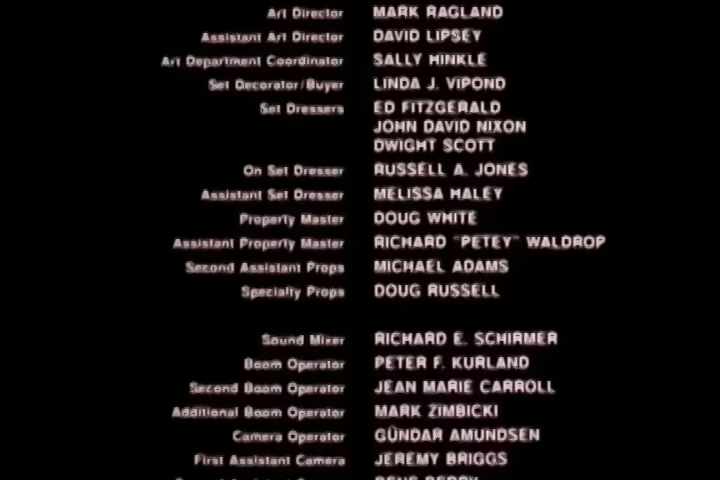 Art Director MARK RAGLAND
Assistant Art Director DAVID LIPSEY
Art Department Coordinator SALLY HINKLE
Set Decorator/Buyer LINDA J. VIPOND
Set Dressers ED FITZGERALD
JOHN DAVID NIXON
DWIGHT SCOTT
On Set Dresser RUSSELL A. JONES
Assistant Set Dresser MELISSA HALEY
Property Master DOUG WHITE
Assistant Property Master RICHARD "PETEY" WALDROP
Second Assistant Props MICHAEL ADAMS
Specialty Props DOUG RUSSELL
Sound Mixer RICHARD E. SCHIRMER
Boom Operator PETER F. KURLAND
Second Boom Operator JEAN MARIE CARROLL
Additional Boom Operator MARK ZIMBICKI
Camera Operator GÜNDAR AMUNDSEN
First Assistant Camera JEREMY BRIGGS